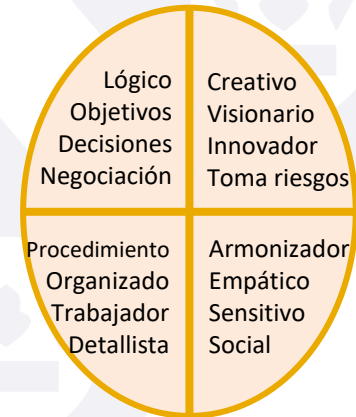 Lógico
Objetivos
Decisiones
Negociación
Creativo
Visionario
Innovador
Toma riesgos
Procedimiento
Organizado
Trabajador
Detallista
Armonizador
Empático
Sensitivo
Social